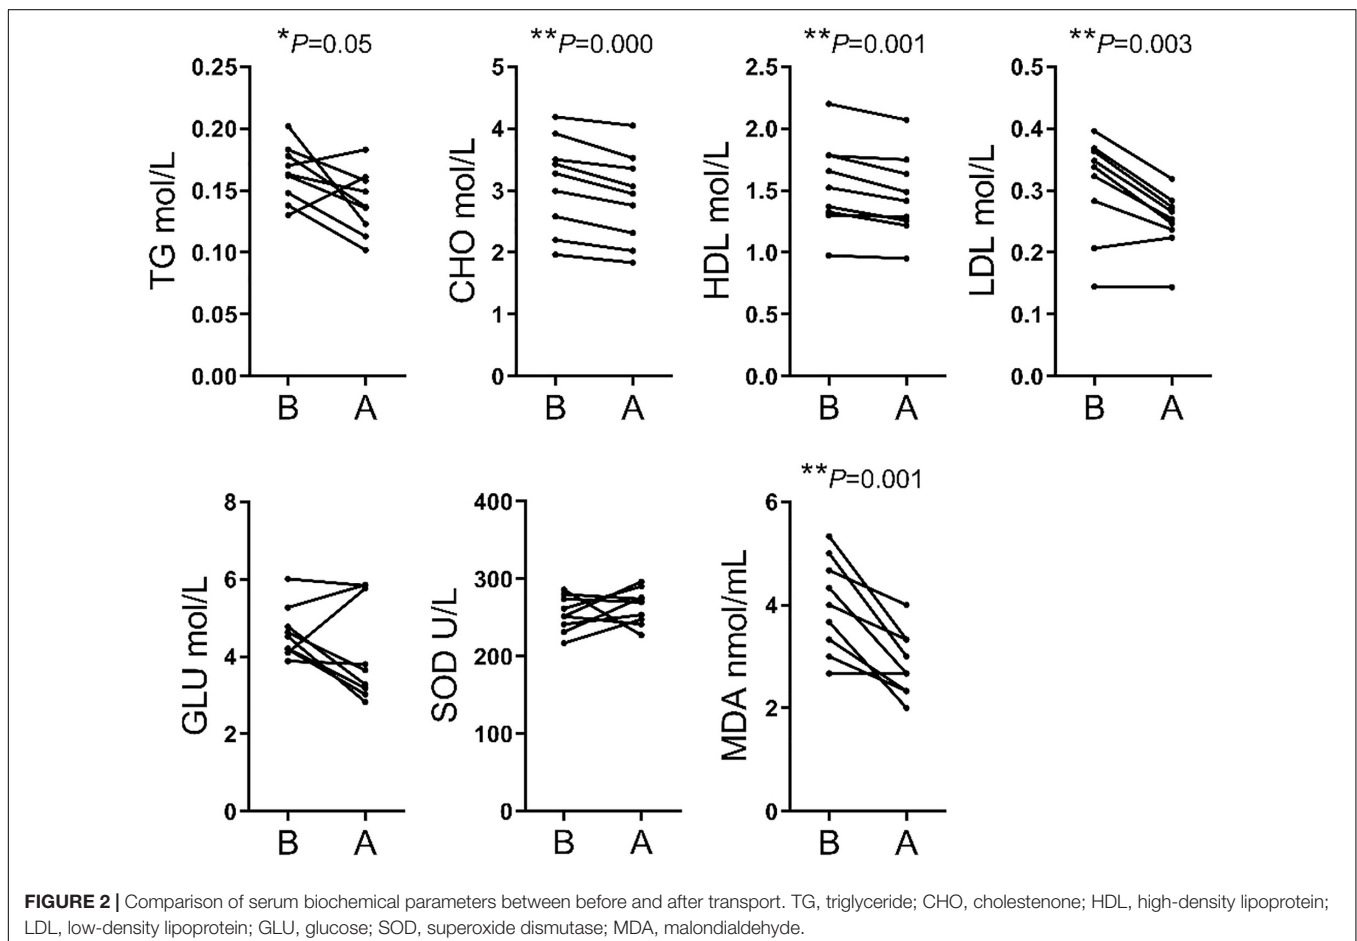 *P=0.05
**P=0.000
**P=0.001
**P=0.003
TG mol/L
0.25
0.20
0.15
0.10
0.05
0.00
B A
CHO mol/L
5
4
3
2
1
0
B A
HDL mol/L
2.5
2.0
1.5
1.0
0.5
0.0
B A
LDL mol/L
0.5
0.4
0.3
0.2
0.1
0.0
B A
GLU mol/L
8
6
4
2
0
B A
SOD U/L
400
300
200
100
0
B A
**P=0.001
MDA nmol/mL
6
4
2
0
B A
FIGURE 2 | Comparison of serum biochemical parameters between before and after transport. TG, triglyceride; CHO, cholestenone; HDL, high-density lipoprotein;
LDL, low-density lipoprotein; GLU, glucose; SOD, superoxide dismutase; MDA, malondialdehyde.